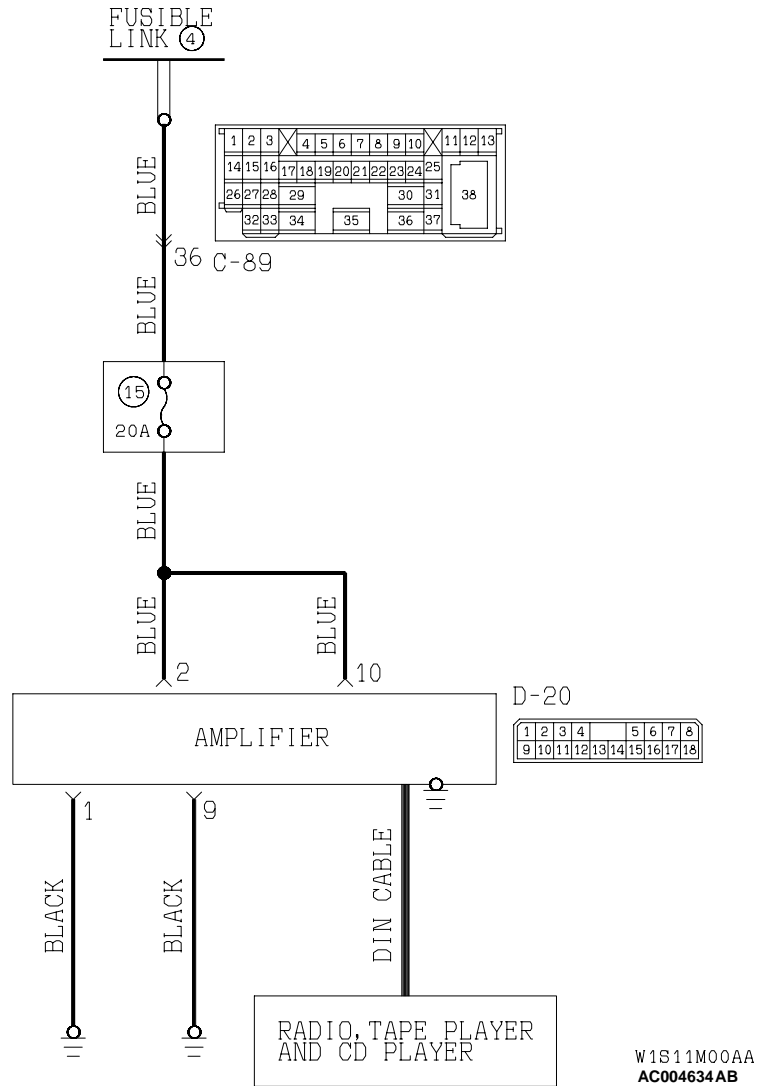 FUSIBLE
LINK 4
BLUE
1 2 3 4 5 6 7 8 9 10 11 12 13
14 15 16 17 18 19 20 21 22 23 24 25
26 27 28 29 30 31 38
32 33 34 35 36 37
36 C-89
BLUE
15
20A
BLUE
BLUE
BLUE
2
10
D-20
1 2 3 4 5 6 7 8
9 10 11 12 13 14 15 16 17 18
AMPLIFIER
1
9
BLACK
BLACK
DIN CABLE
RADIO,TAPE PLAYER
AND CD PLAYER
W1S11M00AA
AC004634AB